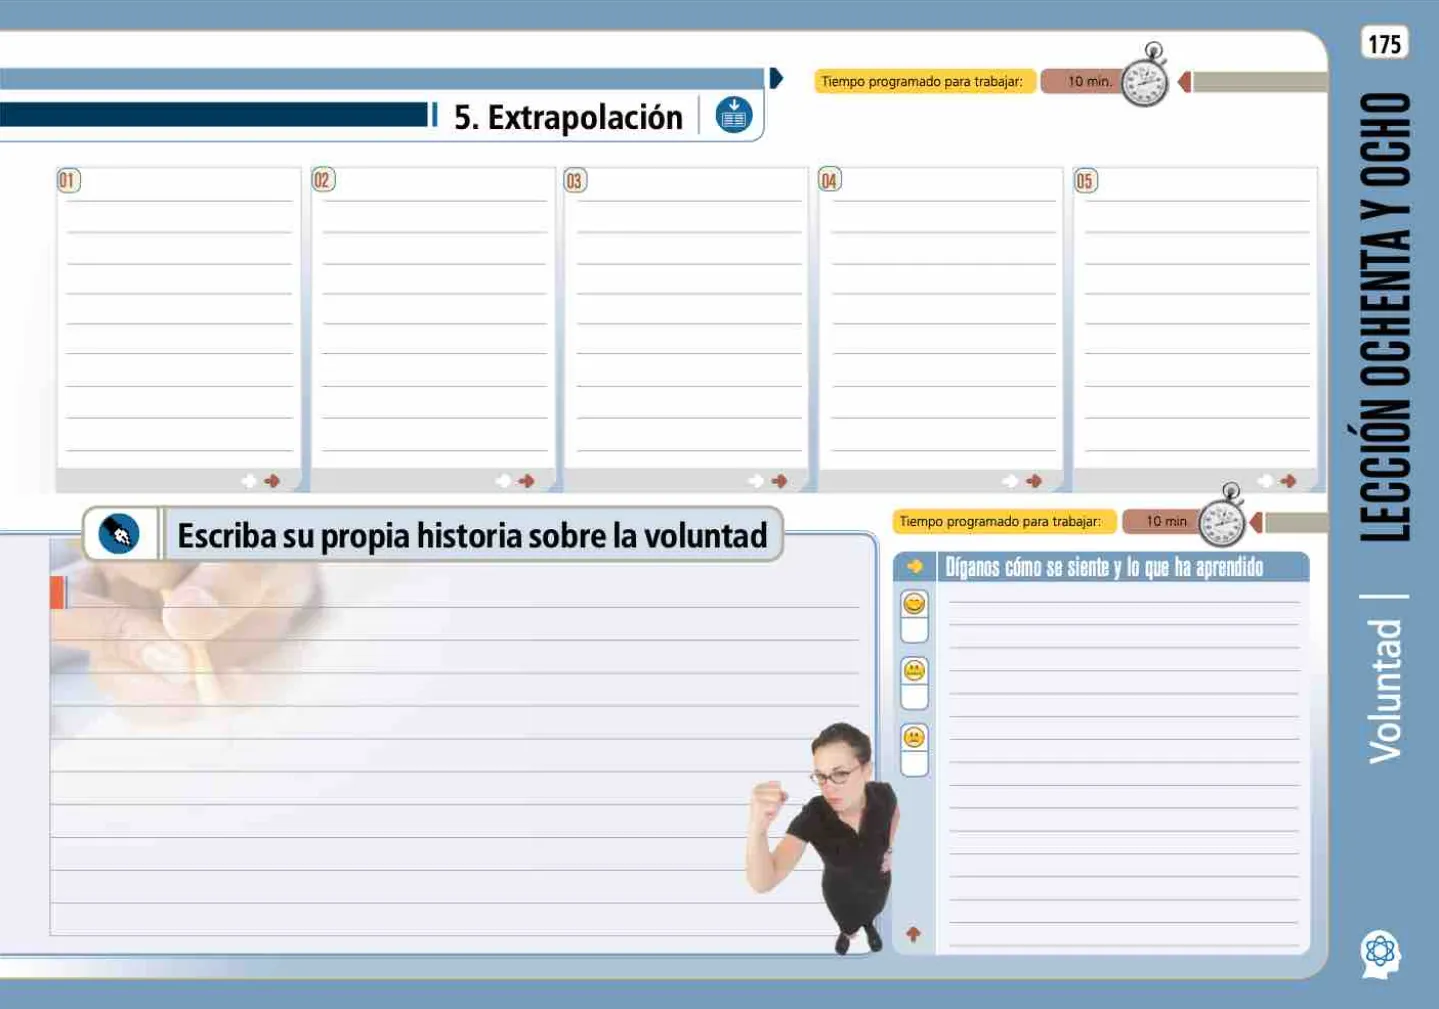 175
Tiempo programado para trabajar:
10 min.
5. Extrapolación
01
02
03
04
05
Escriba su propia historia sobre la voluntad
Tiempo programado para trabajar:
10 min
Díganos cómo se siente y lo que ha aprendido
LECCIÓN OCHENTA Y OCHO
Voluntad